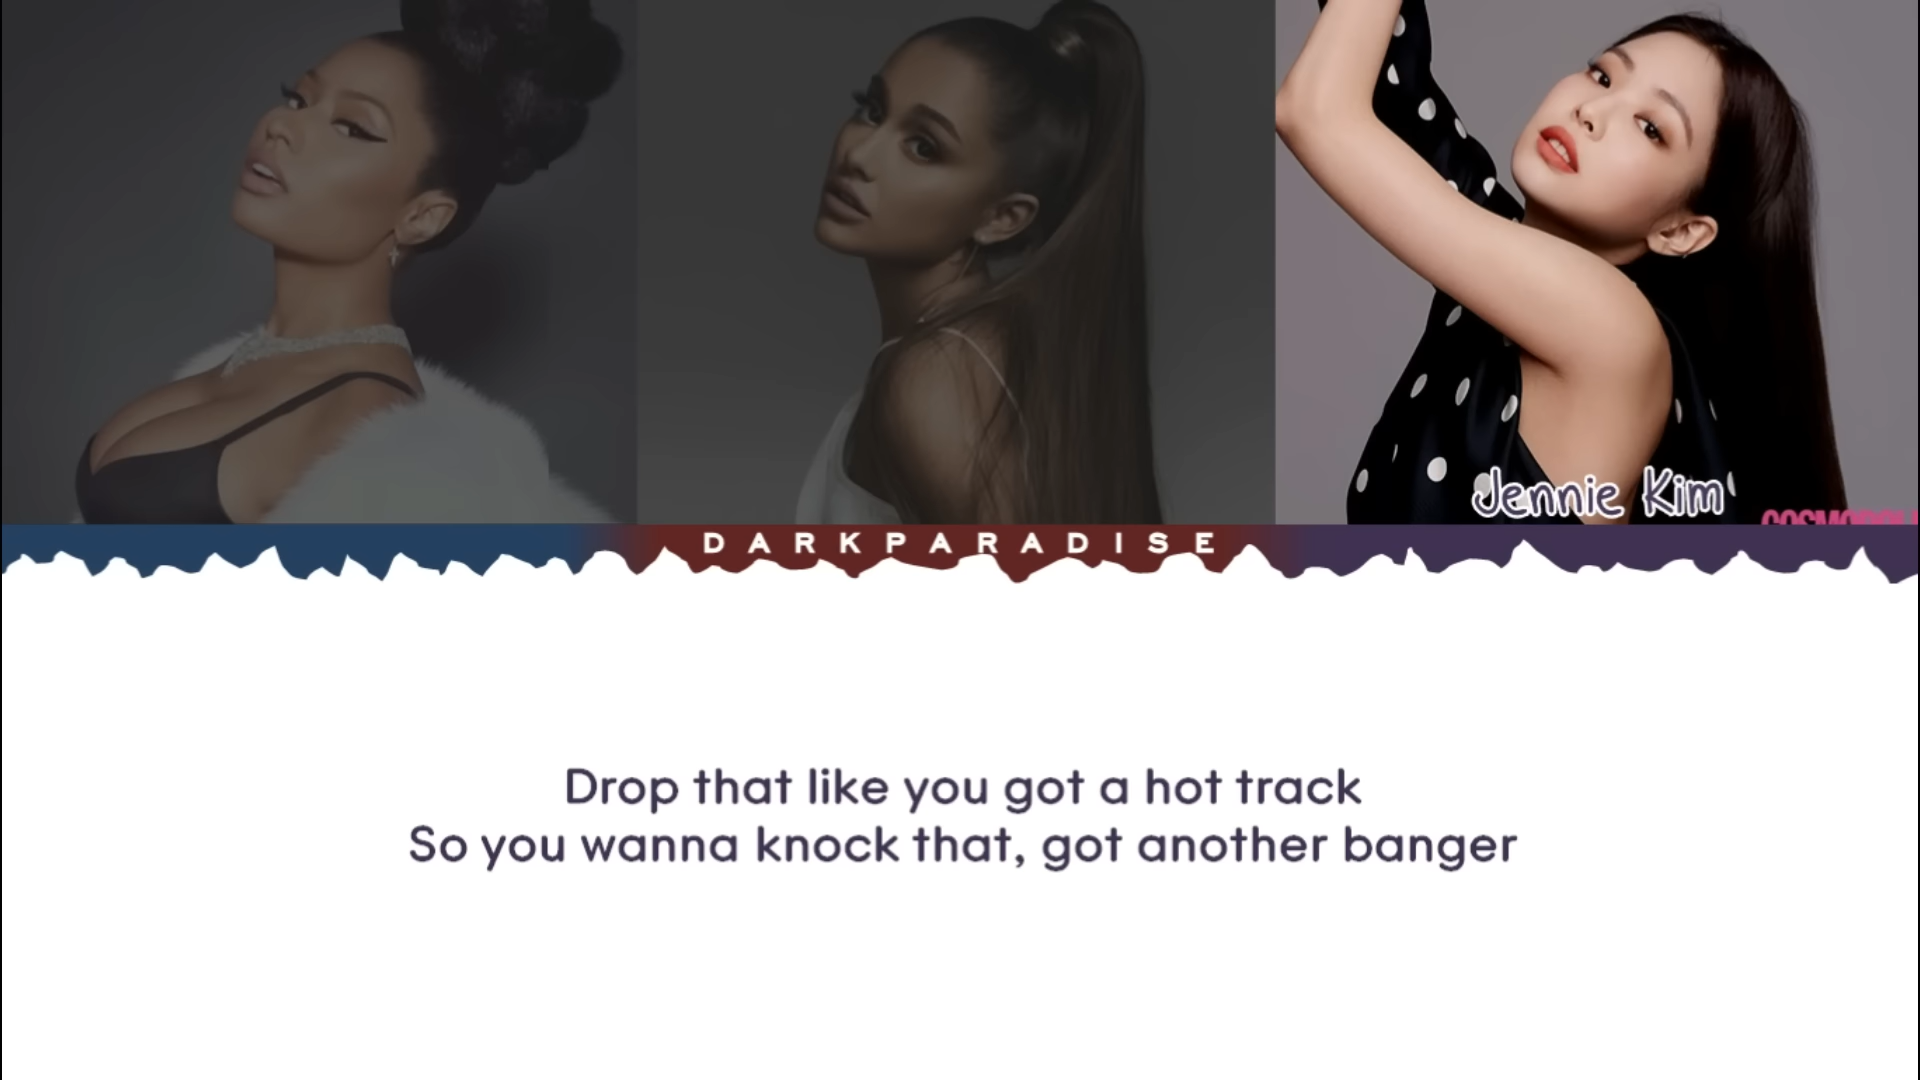 Jennie Kim
DARKPARADISE
Drop that like you got a hot track
So you wanna knock that, got another banger